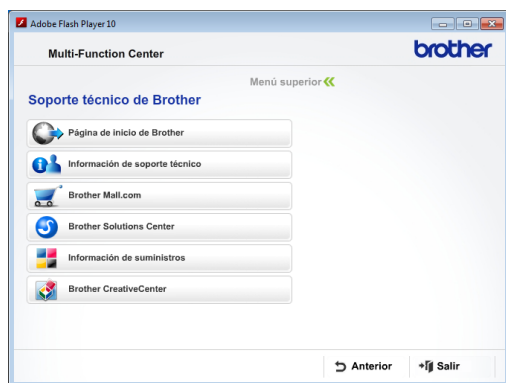 Adobe Flash Player 10
Multi-Function Center
brother
Menú superior
Soporte técnico de Brother
Página de inicio de Brother
Información de soporte técnico
Brother Mall.com
Brother Solutions Center
Información de suministros
Brother CreativeCenter
Anterior
Salir